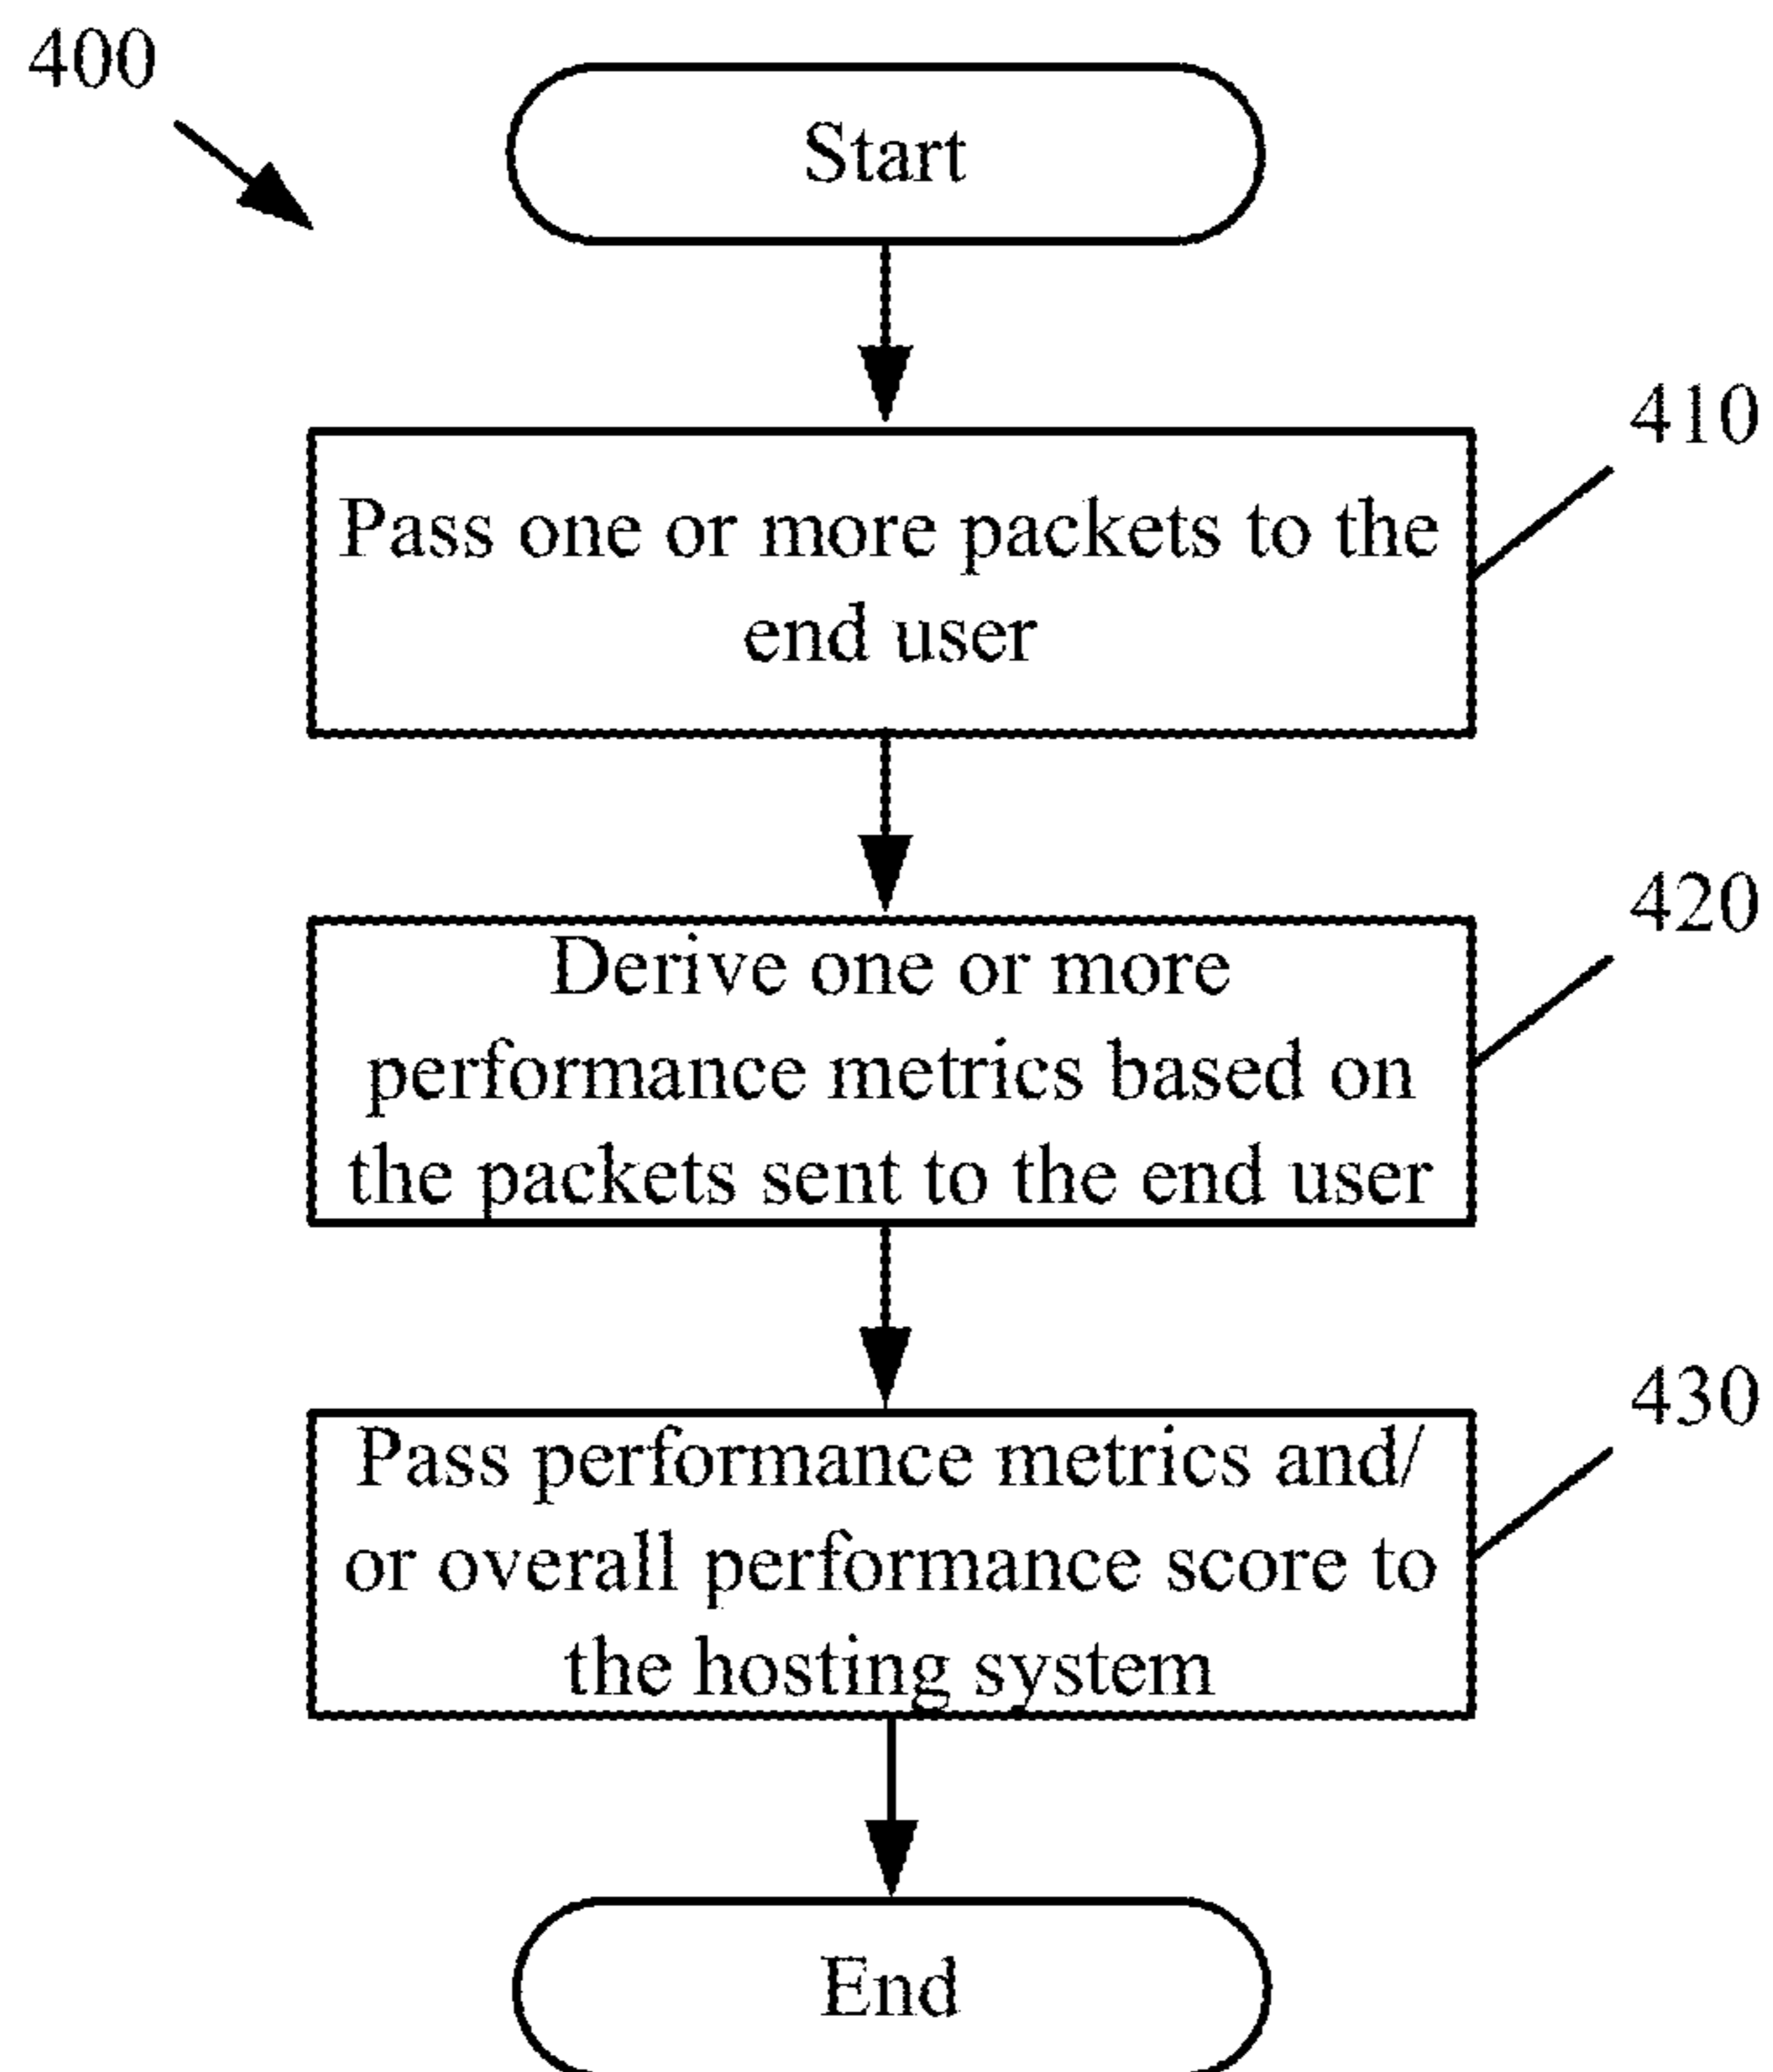 400
Start
410
Pass one or more packets to the
end user
420
Derive one or more
performance metrics based on
the packets sent to the end user
430
Pass performance metrics and/
or overall performance score to
the hosting system
End